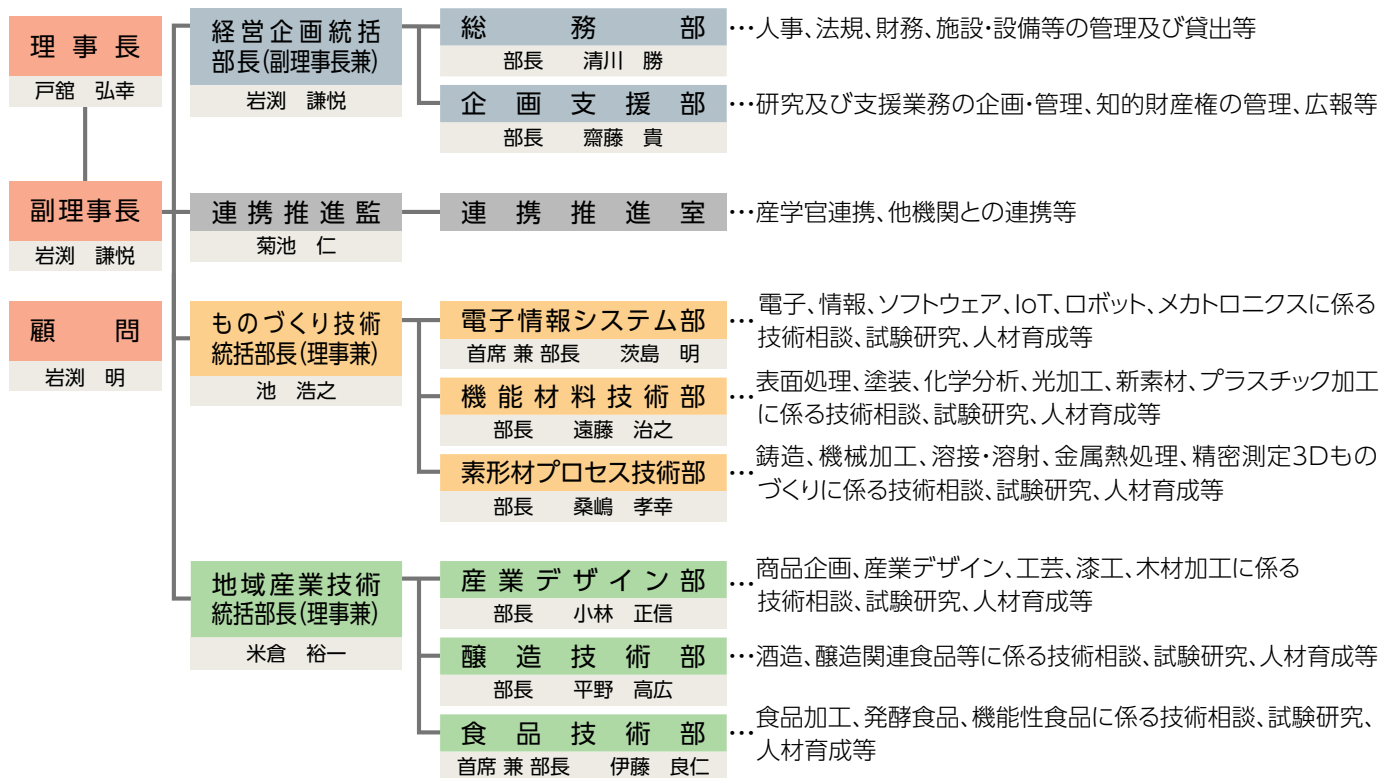 理事長
戸舘 弘幸
副理事長
岩渕 謙悦
顧問
岩渕 明
経営企画統括
部長(副理事長兼)
岩渕 謙悦
総務部
部長 清川 勝
…人事、法規、財務、施設・設備等の管理及び貸出等
企画支援部
部長 齋藤 貴
…研究及び支援業務の企画・管理、知的財産権の管理、広報等
連携推進監
菊池 仁
連携推進室
…産学官連携、他機関との連携等
ものづくり技術
統括部長(理事兼)
池 浩之
電子情報システム部
首席 兼 部長 茨島 明
…電子、情報、ソフトウェア、IoT、ロボット、メカトロニクスに係る
技術相談、試験研究、人材育成等
機能材料技術部
部長 遠藤 治之
…表面処理、塗装、化学分析、光加工、新素材、プラスチック加工
に係る技術相談、試験研究、人材育成等
素形材プロセス技術部
部長 桑嶋 孝幸
…鋳造、機械加工、溶接・溶射、金属熱処理、精密測定3Dもの
づくりに係る技術相談、試験研究、人材育成等
地域産業技術
統括部長(理事兼)
米倉 裕一
産業デザイン部
部長 小林 正信
…商品企画、産業デザイン、工芸、漆工、木材加工に係る
技術相談、試験研究、人材育成等
醸造技術部
部長 平野 高広
…酒造、醸造関連食品等に係る技術相談、試験研究、人材育成等
食品技術部
首席 兼 部長 伊藤 良仁
…食品加工、発酵食品、機能性食品に係る技術相談、試験研究、
人材育成等